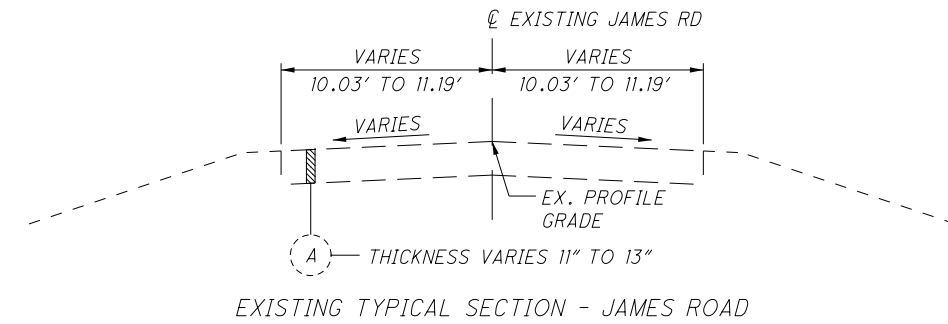 ℄ EXISTING JAMES RD
VARIES
VARIES
10.03' TO 11.19'
10.03' TO 11.19'
VARIES
VARIES
EX. PROFILE
GRADE
A
THICKNESS VARIES 11" TO 13"
EXISTING TYPICAL SECTION - JAMES ROAD